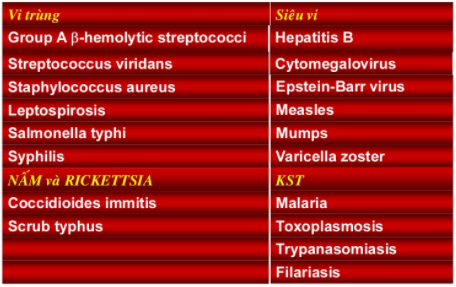 Vi trùng Siêu vi
Group A β-hemolytic streptococci Hepatitis B
Streptococcus viridans Cytomegalovirus
Staphylococcus aureus Epstein-Barr virus
Leptospirosis Measles
Salmonella typhi Mumps
Syphilis Varicella zoster
NẤM và RICKETTSIA KST
Coccidioides immitis Malaria
Scrub typhus Toxoplasmosis
Trypanasomiasis
Filariasis